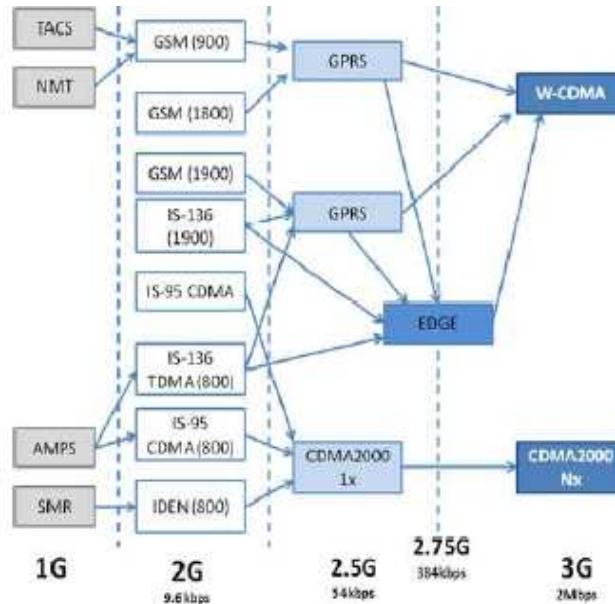 TACS
NMT
AMPS
SMR
GSM (900)
GSM (1800)
GSM (1900)
IS-136
(1900)
IS-95 CDMA
IS-136
TDMA (800)
IS-95
CDMA (800)
IDEN (800)
GPRS
GPRS
EDGE
CDMA2000
1x
W-CDMA
CDMA2000
Nx
1G
2G
9.6kbps
2.5G
54kbps
2.75G
384kbps
3G
2Mbps